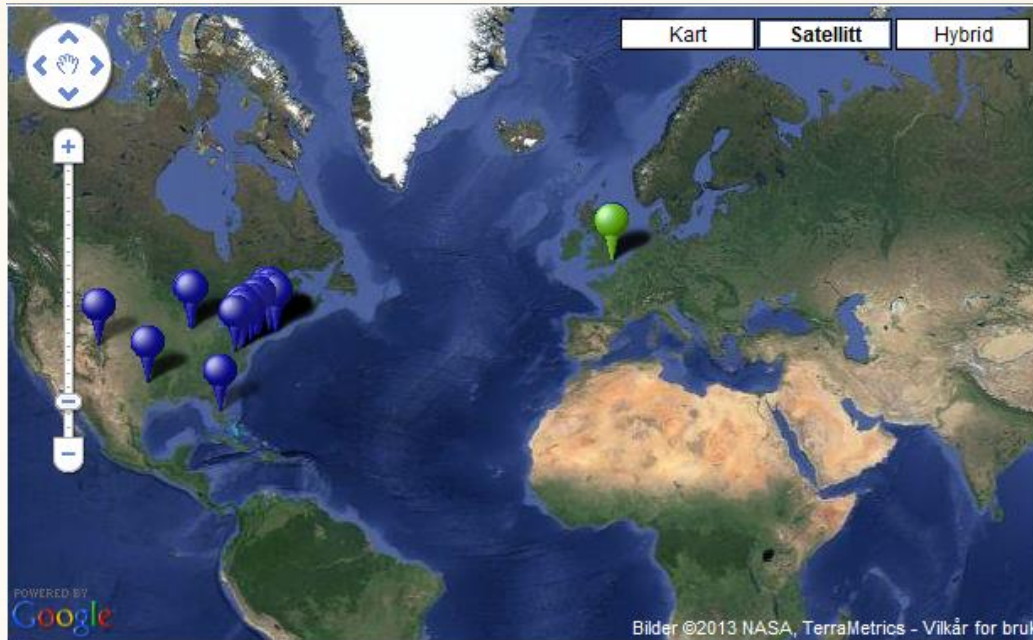 Kart
Satellitt
Hybrid
POWERED BY
Google
Bilder ©2013 NASA, TerraMetrics - Vilkår for bruk